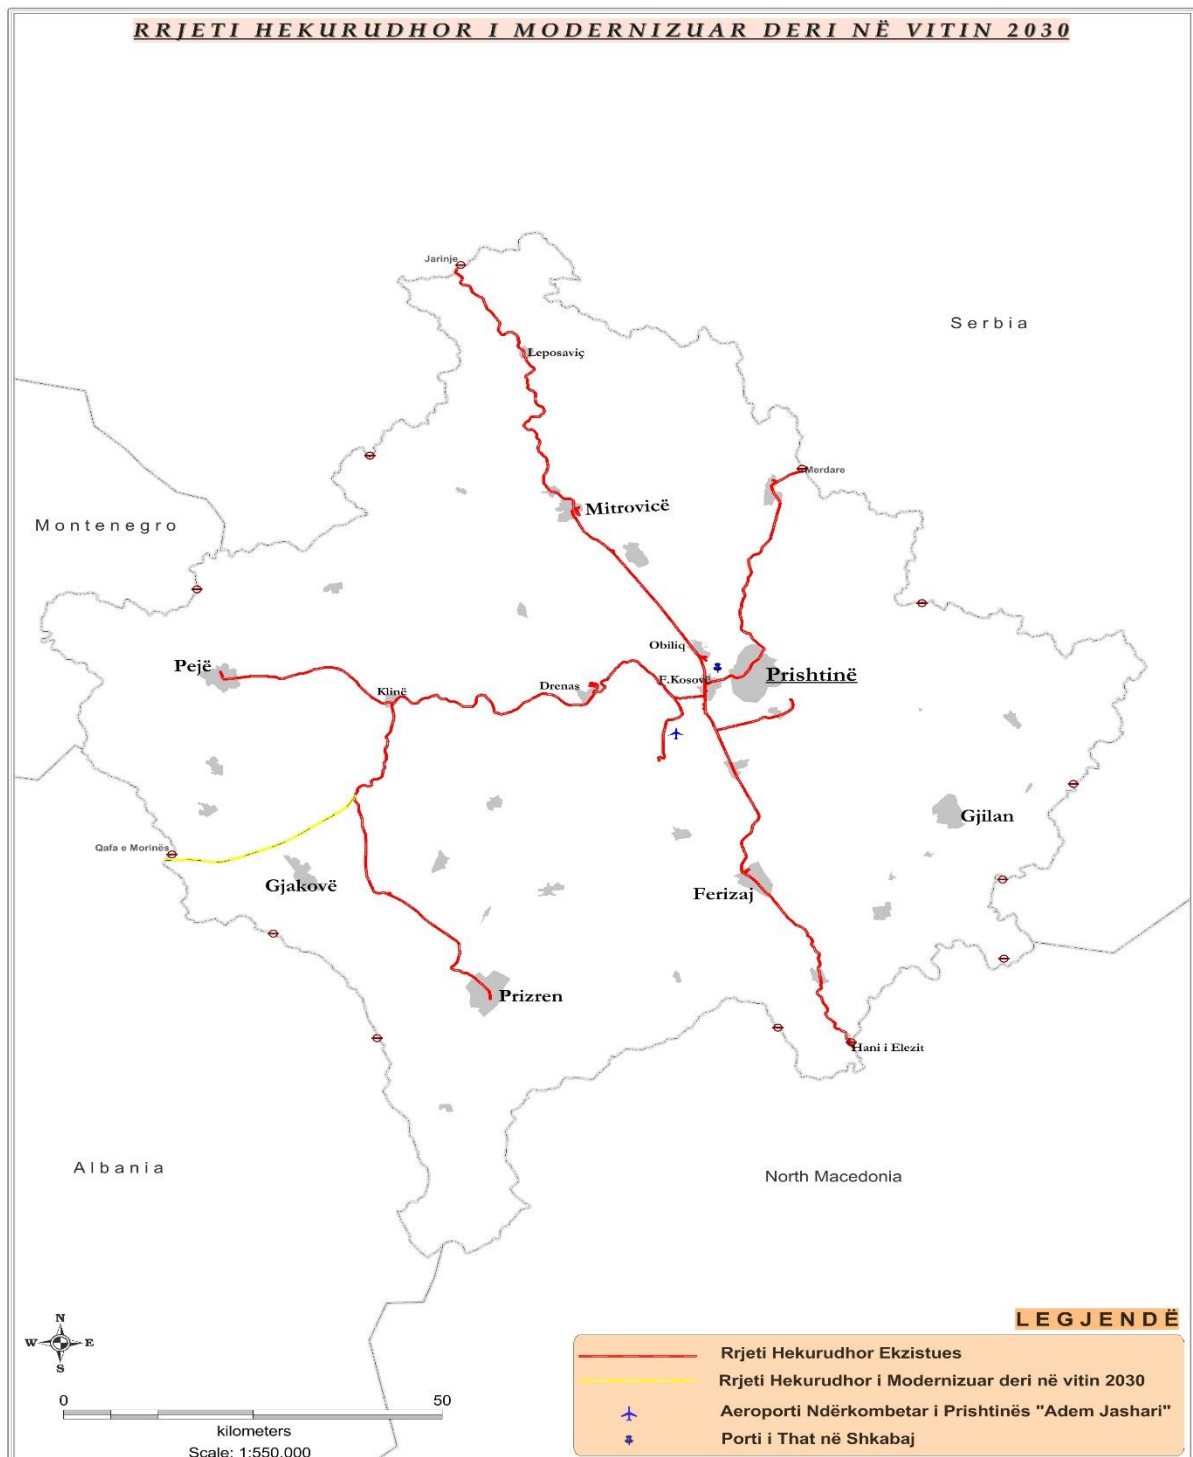 RRJETI HEKURUDHOR I MODERNIZUAR DERI NË VITIN 2030
Jarinje
Serbia
Leposaviç
Merdare
Mitrovicë
Montenegro
Obiliq
Pejë
Prishtinë
Klinë
Drenas
F.Kosovë
Gjilan
Qafa e Morinës
Gjakovë
Ferizaj
Prizren
Hani i Elezit
Albania
North Macedonia
N
W E
S
0 50
kilometers
Scale: 1:550,000
LEGJENDË
Rrjeti Hekurudhor Ekzistues
Rrjeti Hekurudhor i Modernizuar deri në vitin 2030
Aeroporti Ndërkombetar i Prishtinës "Adem Jashari"
Porti i That në Shkabaj